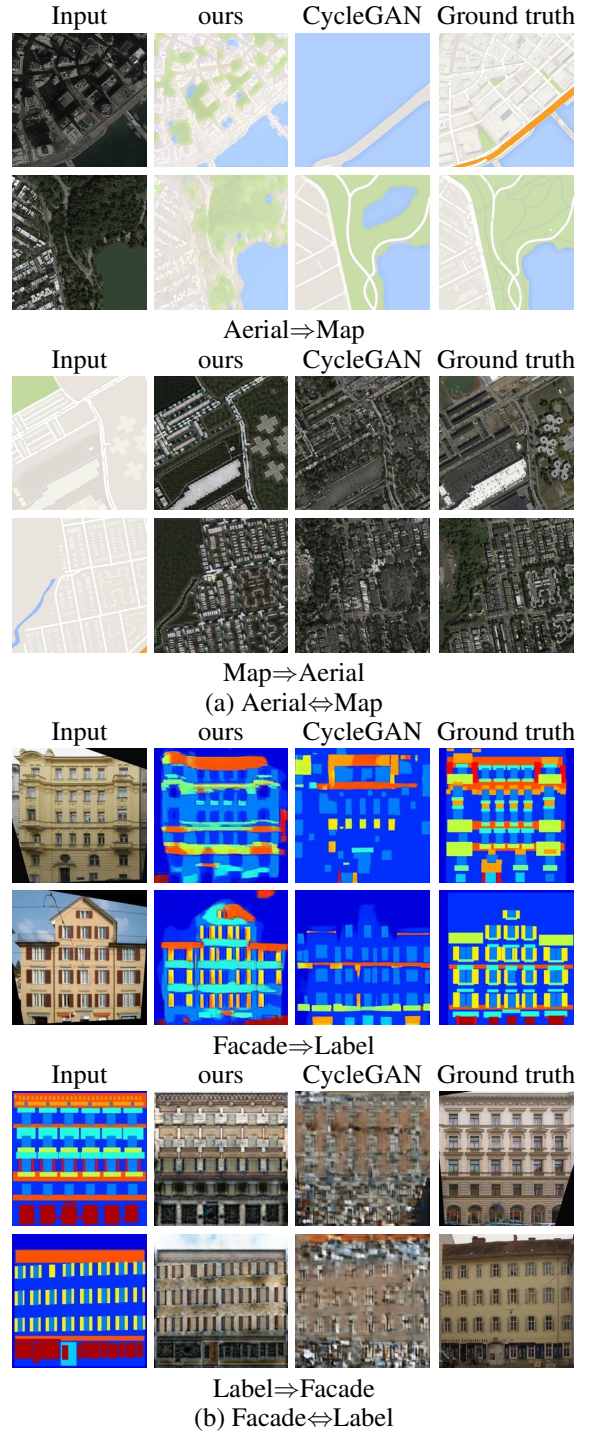 Input ours CycleGAN Ground truth
Aerial⇒Map
Input ours CycleGAN Ground truth
Map⇒Aerial
(a) Aerial⇔Map
Input ours CycleGAN Ground truth
Facade⇒Label
Input ours CycleGAN Ground truth
Label⇒Facade
(b) Facade⇔Label